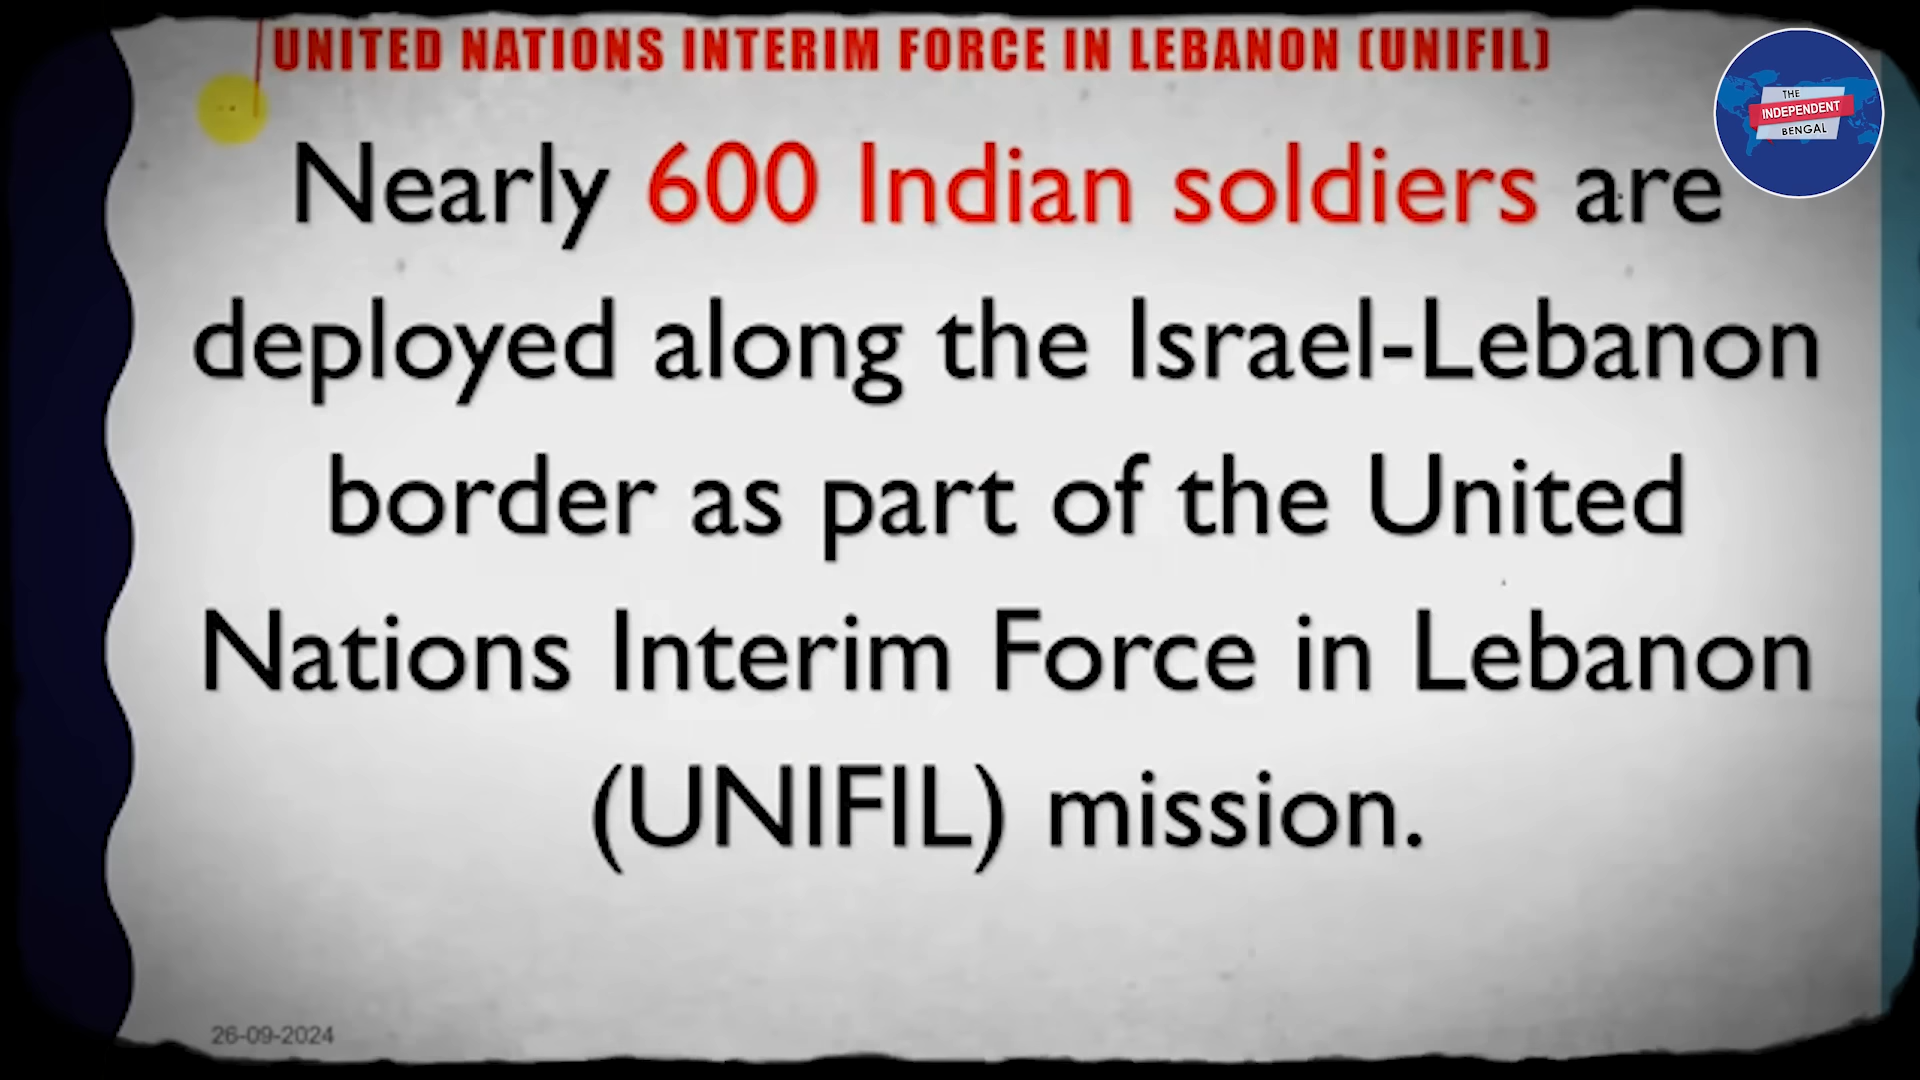 UNITED NATIONS INTERIM FORCE IN LEBANON (UNIFIL)
THE
INDEPENDENT
BENGAL
Nearly 600 Indian soldiers are
deployed along the Israel-Lebanon
border as part of the United
Nations Interim Force in Lebanon
(UNIFIL) mission.
26-09-2024